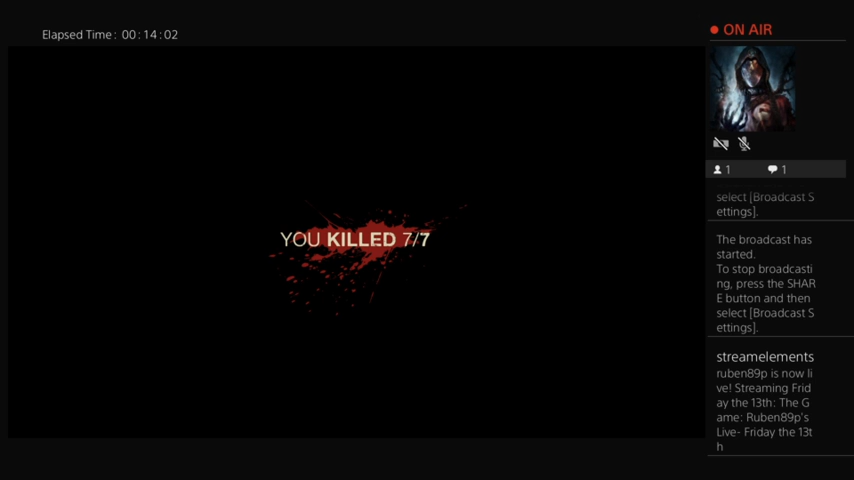 Elapsed Time: 00:14:02
ON AIR
1 1
select [Broadcast S
ettings].
The broadcast has
started.
To stop broadcasti
ng, press the SHAR
E button and then
select [Broadcast S
ettings].
YOU KILLED 7/7
streamelements
ruben89p is now li
ve! Streaming Frid
ay the 13th: The G
ame: Ruben89p's
Live- Friday the 13t
h